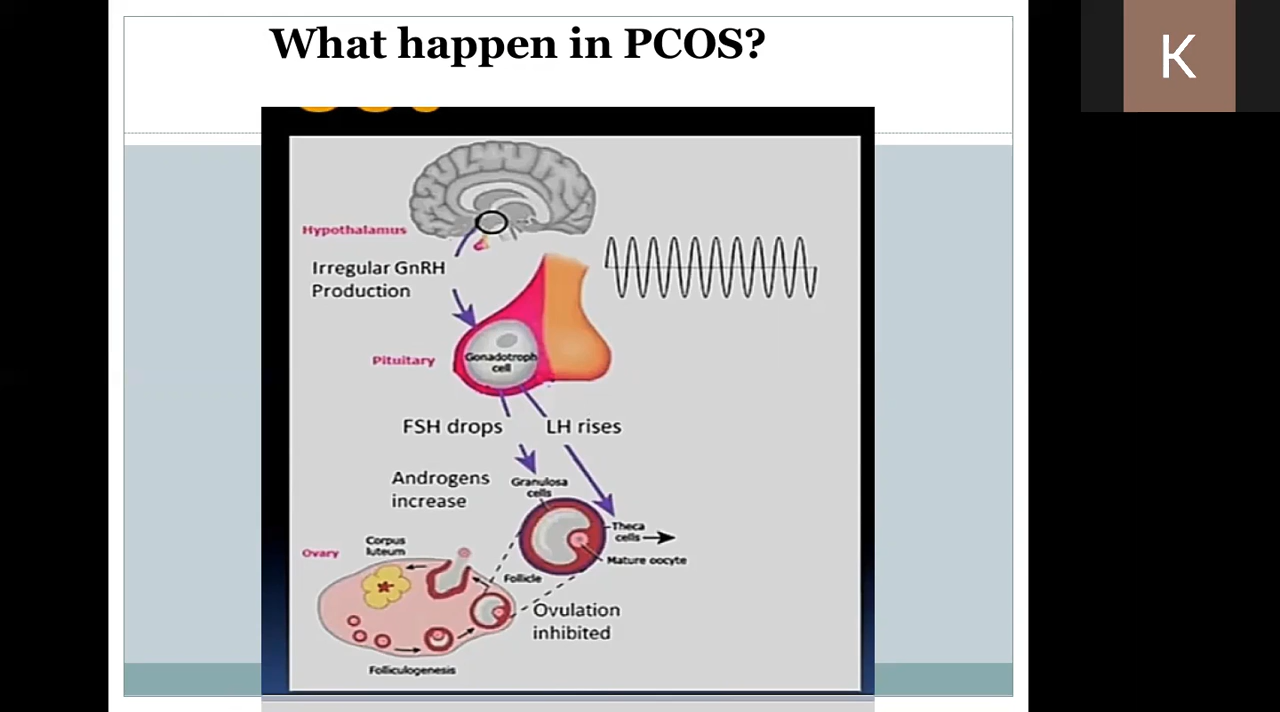 What happen in PCOS?
K
Hypothalamus
Irregular GnRH
Production
Pituitary
Gonadotroph
cell
FSH drops
LH rises
Androgens
increase
Granulosa
cells
Theca
cells
Mature oocyte
Ovary
Corpus
luteum
Follicle
Ovulation
inhibited
Folliculogenesis